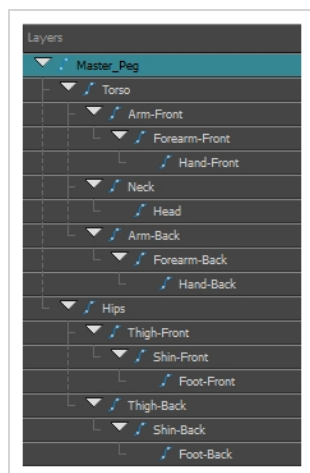 Layers
Master_Peg
Torso
Arm-Front
Forearm-Front
Hand-Front
Neck
Head
Arm-Back
Forearm-Back
Hand-Back
Hips
Thigh-Front
Shin-Front
Foot-Front
Thigh-Back
Shin-Back
Foot-Back